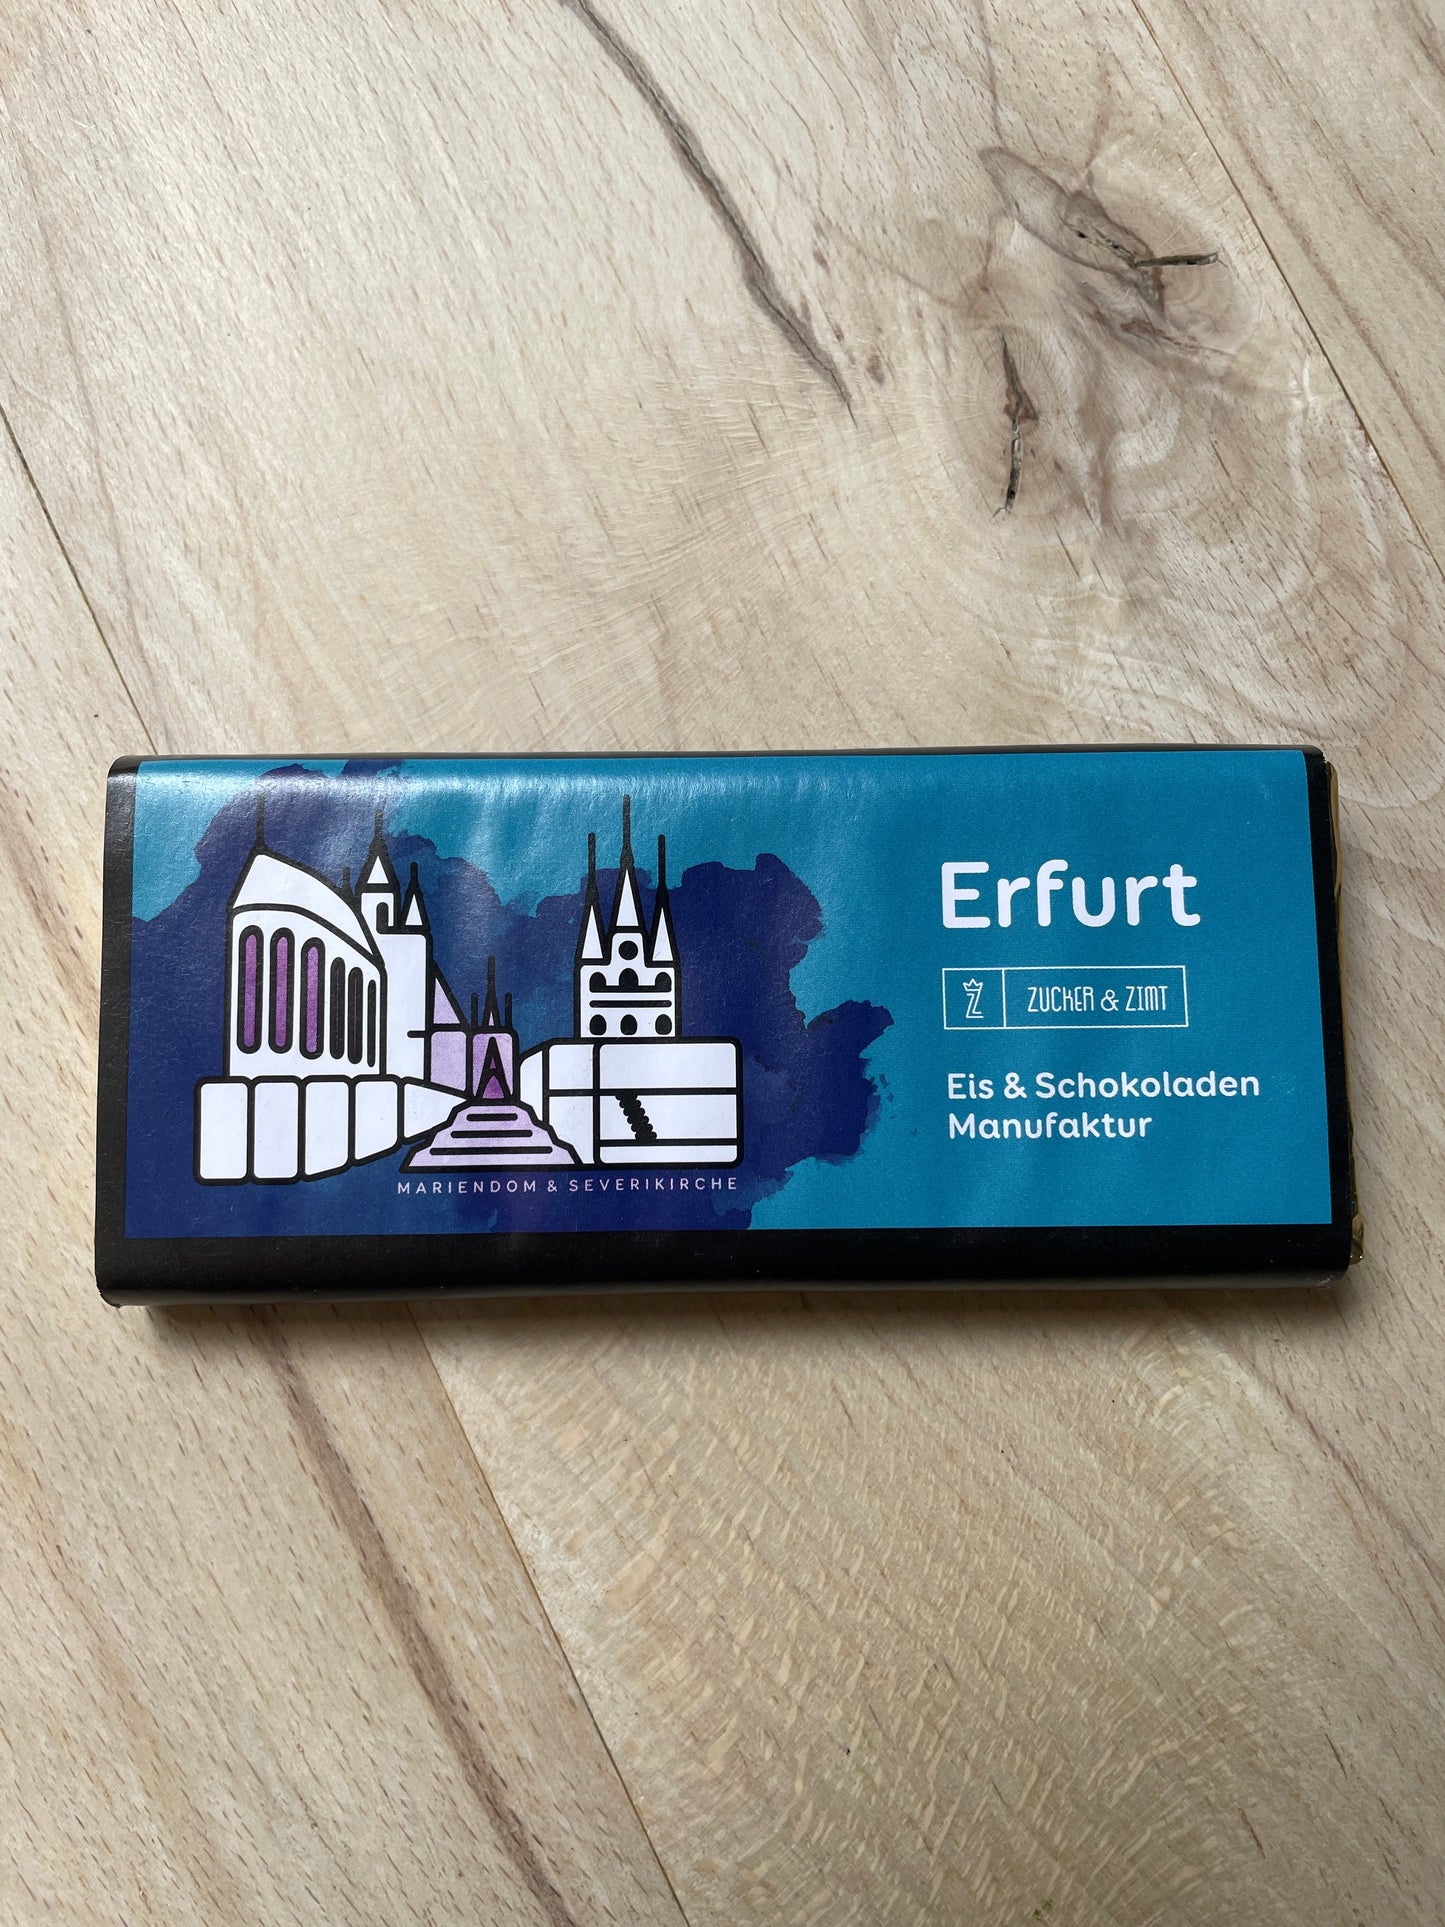 Erfurt
Z ZUCKER & ZIMT
Eis & Schokoladen
Manufaktur
MARIENDOM & SEVERIKIRCHE